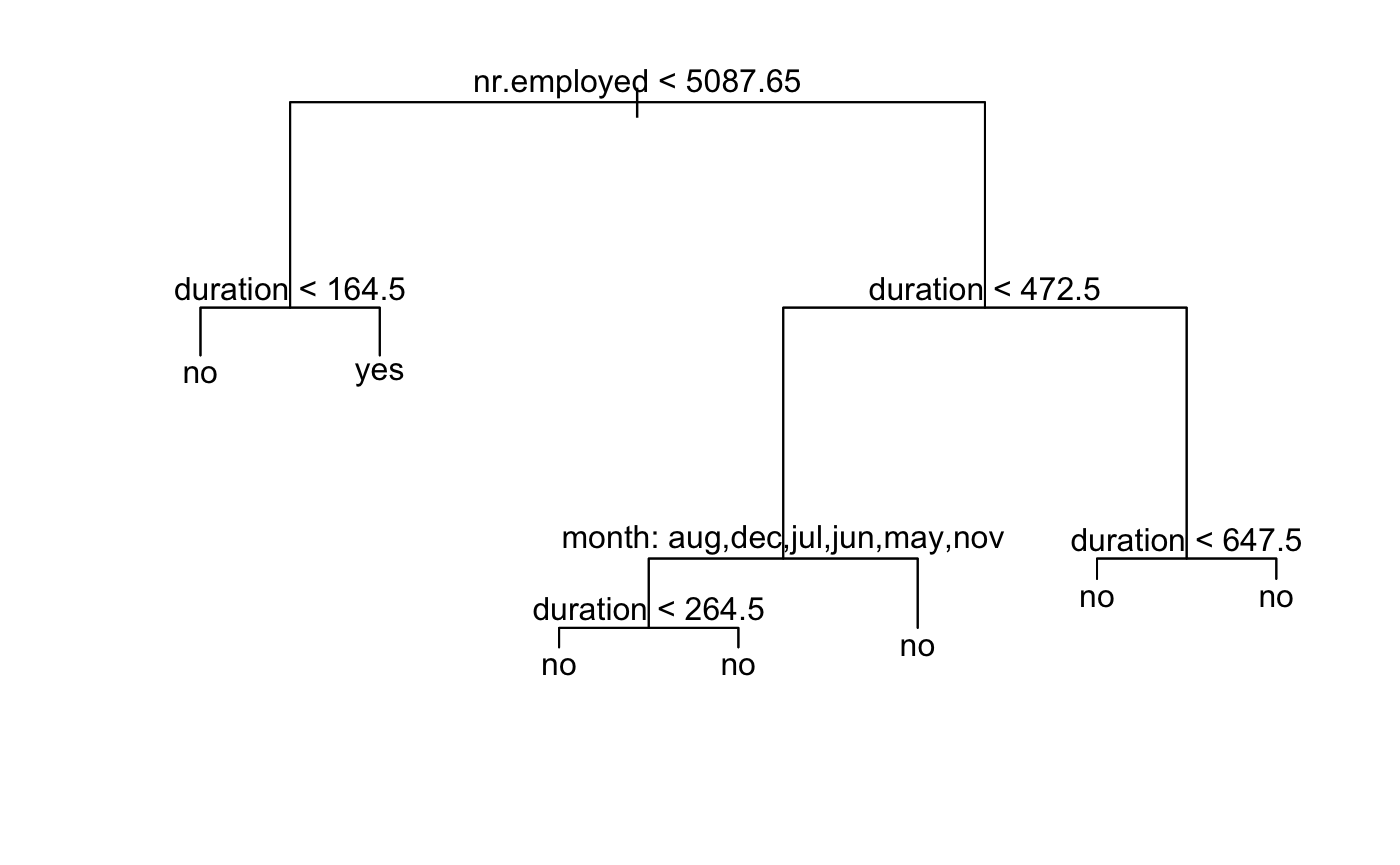 nr.employed < 5087.65
duration < 164.5
duration < 472.5
no
yes
month: aug,dec,jul,jun,may,nov
duration < 647.5
duration < 264.5
no
no
no
no
no